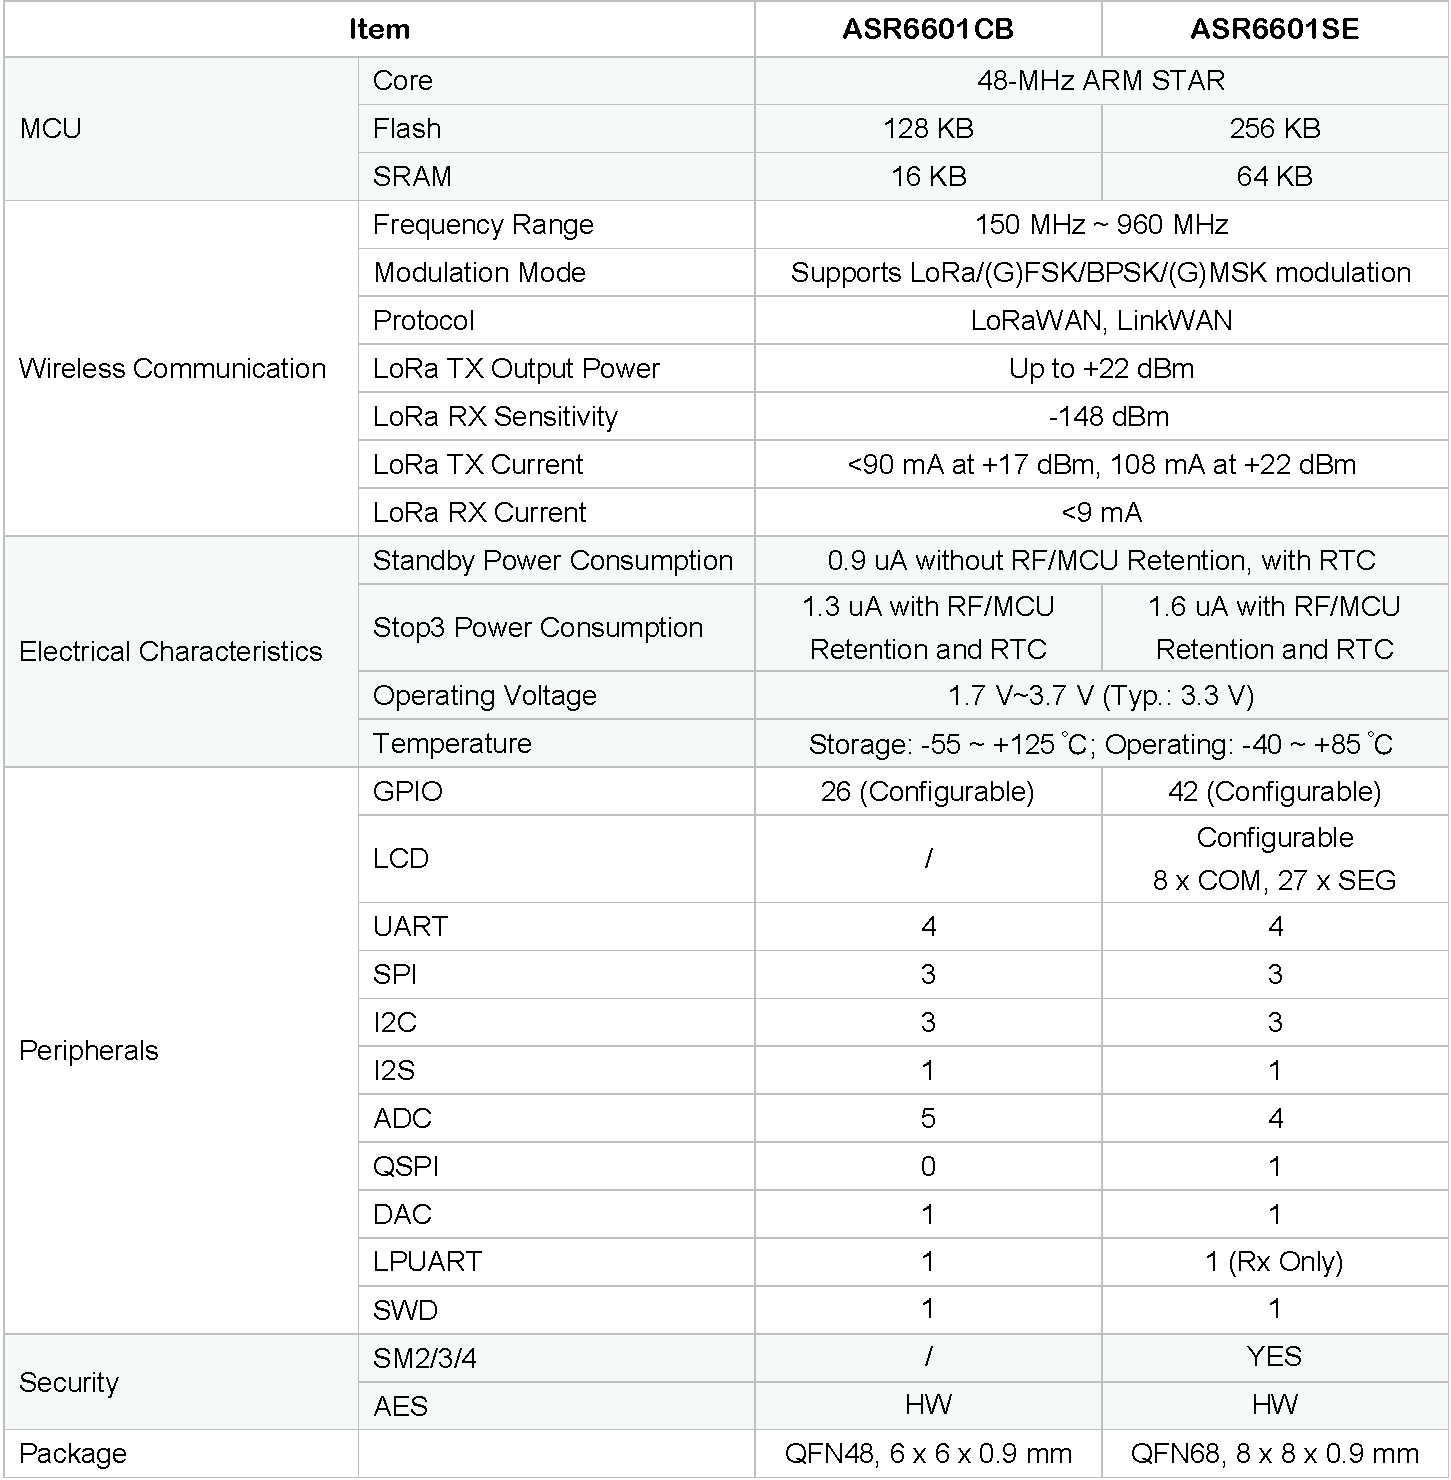 Item ASR6601CB ASR6601SE
MCU
Core 48-MHz ARM STAR
Flash 128 KB 256 KB
SRAM 16 KB 64 KB
Wireless Communication
Frequency Range 150 MHz ~ 960 MHz
Modulation Mode Supports LoRa/(G)FSK/BPSK/(G)MSK modulation
Protocol LoRaWAN, LinkWAN
LoRa TX Output Power Up to +22 dBm
LoRa RX Sensitivity -148 dBm
LoRa TX Current <90 mA at +17 dBm, 108 mA at +22 dBm
LoRa RX Current <9 mA
Electrical Characteristics
Standby Power Consumption 0.9 uA without RF/MCU Retention, with RTC
Stop3 Power Consumption
1.3 uA with RF/MCU
Retention and RTC
1.6 uA with RF/MCU
Retention and RTC
Operating Voltage 1.7 V~3.7 V (Typ.: 3.3 V)
Temperature Storage: -55 ~ +125℃; Operating: -40 ~ +85℃
Peripherals
GPIO 26 (Configurable) 42 (Configurable)
LCD /
Configurable
8 x COM, 27 x SEG
UART 4 4
SPI 3 3
I2C 3 3
I2S 1 1
ADC 5 4
QSPI 0 1
DAC 1 1
LPUART 1 1 (Rx Only)
SWD 1 1
Security
SM2/3/4 / YES
AES HW HW
Package QFN48, 6 x 6 x 0.9 mm QFN68, 8 x 8 x 0.9 mm